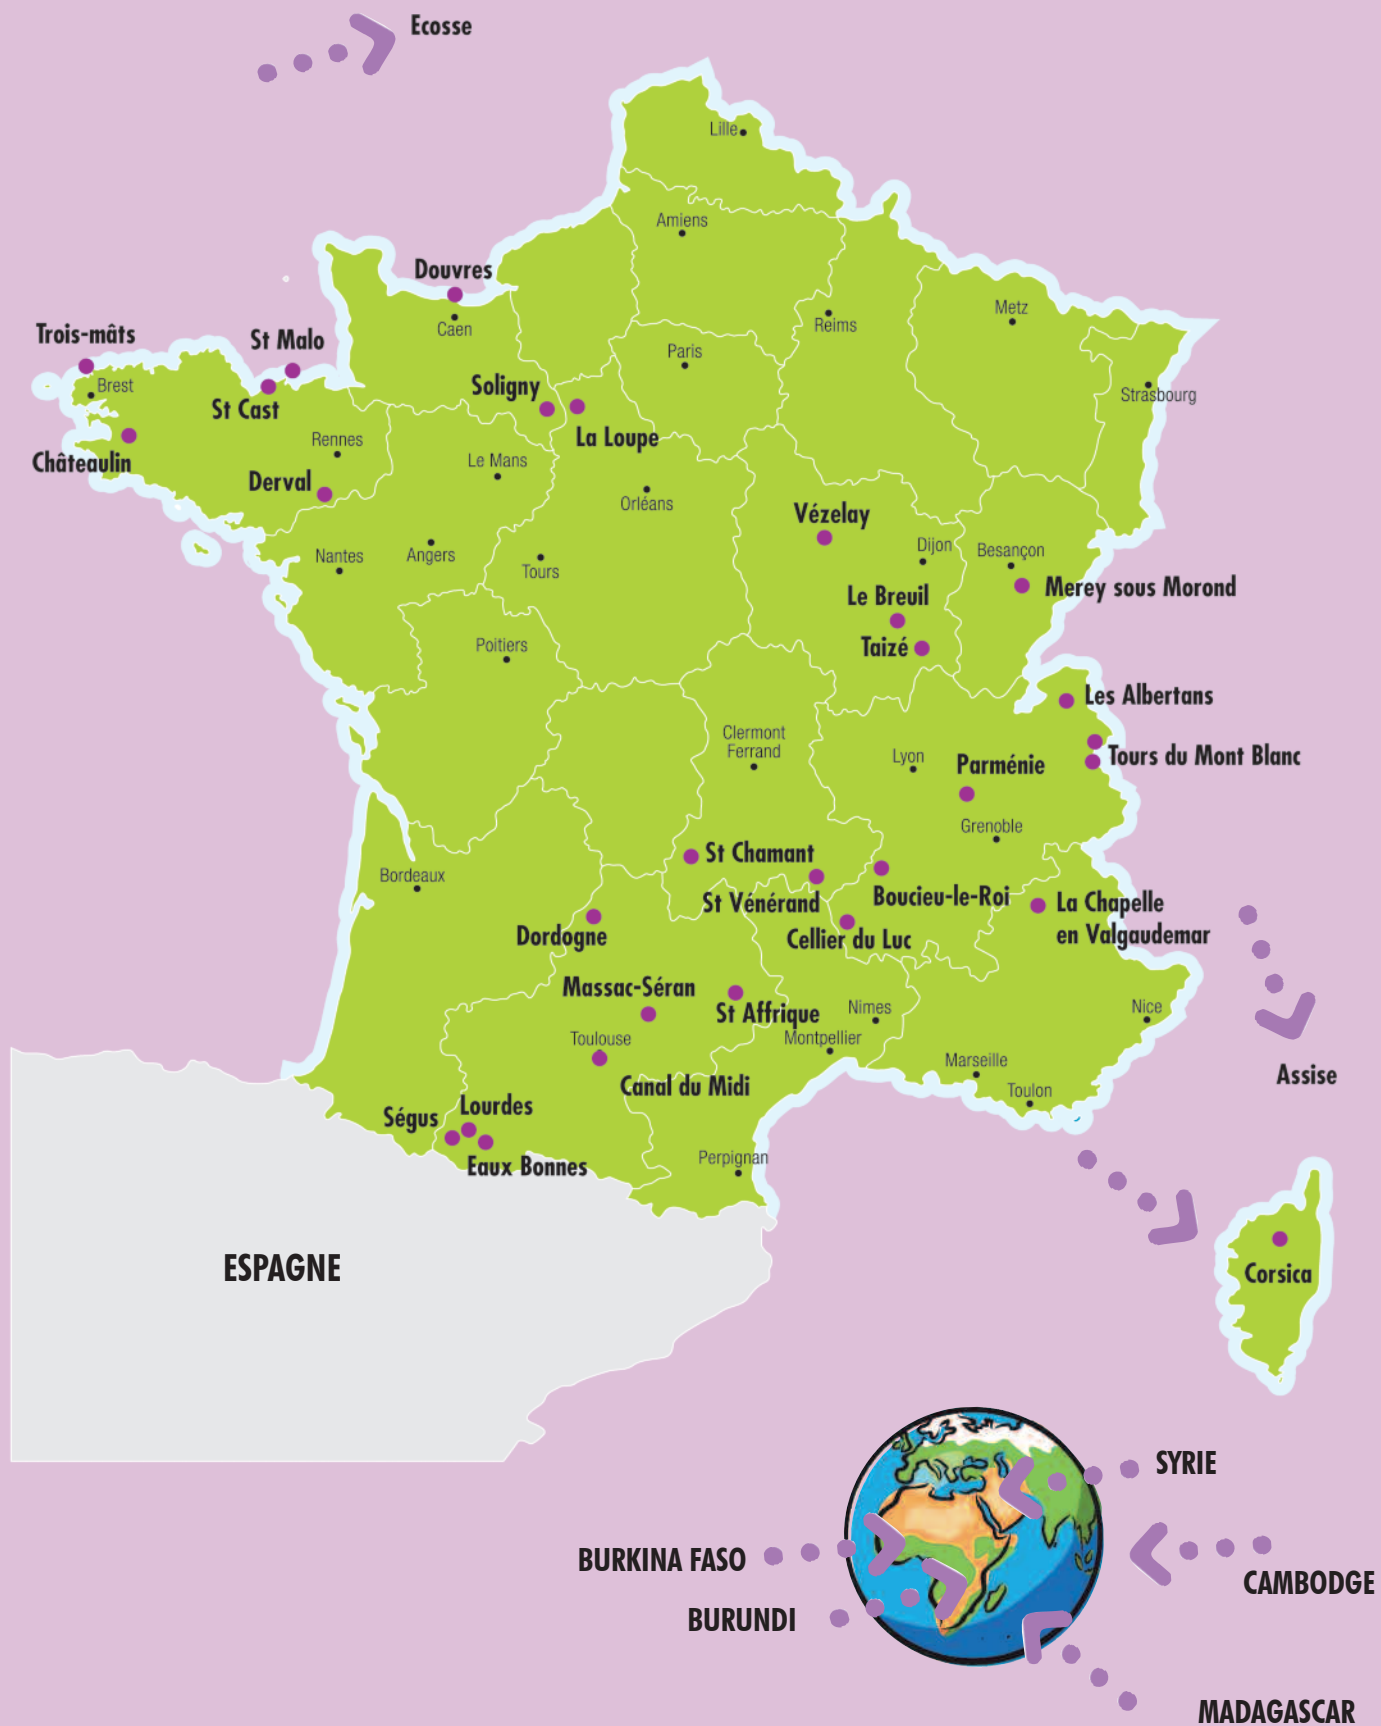 Ecosse
Lille
Amiens
Douvres
Caen
Reims
Metz
Trois-mâts
St Malo
Paris
Brest
Soligny
Strasbourg
St Cast
La Loupe
Rennes
Châteaulin
Le Mans
Derval
Orléans
Vézelay
Nantes
Angers
Tours
Dijon
Besançon
Merey sous Morond
Le Breuil
Taizé
Poitiers
Les Albertans
Clermont
Ferrand
Lyon
Tours du Mont Blanc
Parménie
Grenoble
St Chamant
Bordeaux
St Vénérand
Boucieu-le-Roi
La Chapelle
en Valgaudemar
Dordogne
Cellier du Luc
Massac-Séran
St Affrique
Nimes
Nice
Toulouse
Montpellier
Marseille
Assise
Canal du Midi
Toulon
Ségus
Lourdes
Eaux Bonnes
Perpignan
ESPAGNE
Corsica
SYRIE
BURKINA FASO
CAMBODGE
BURUNDI
MADAGASCAR